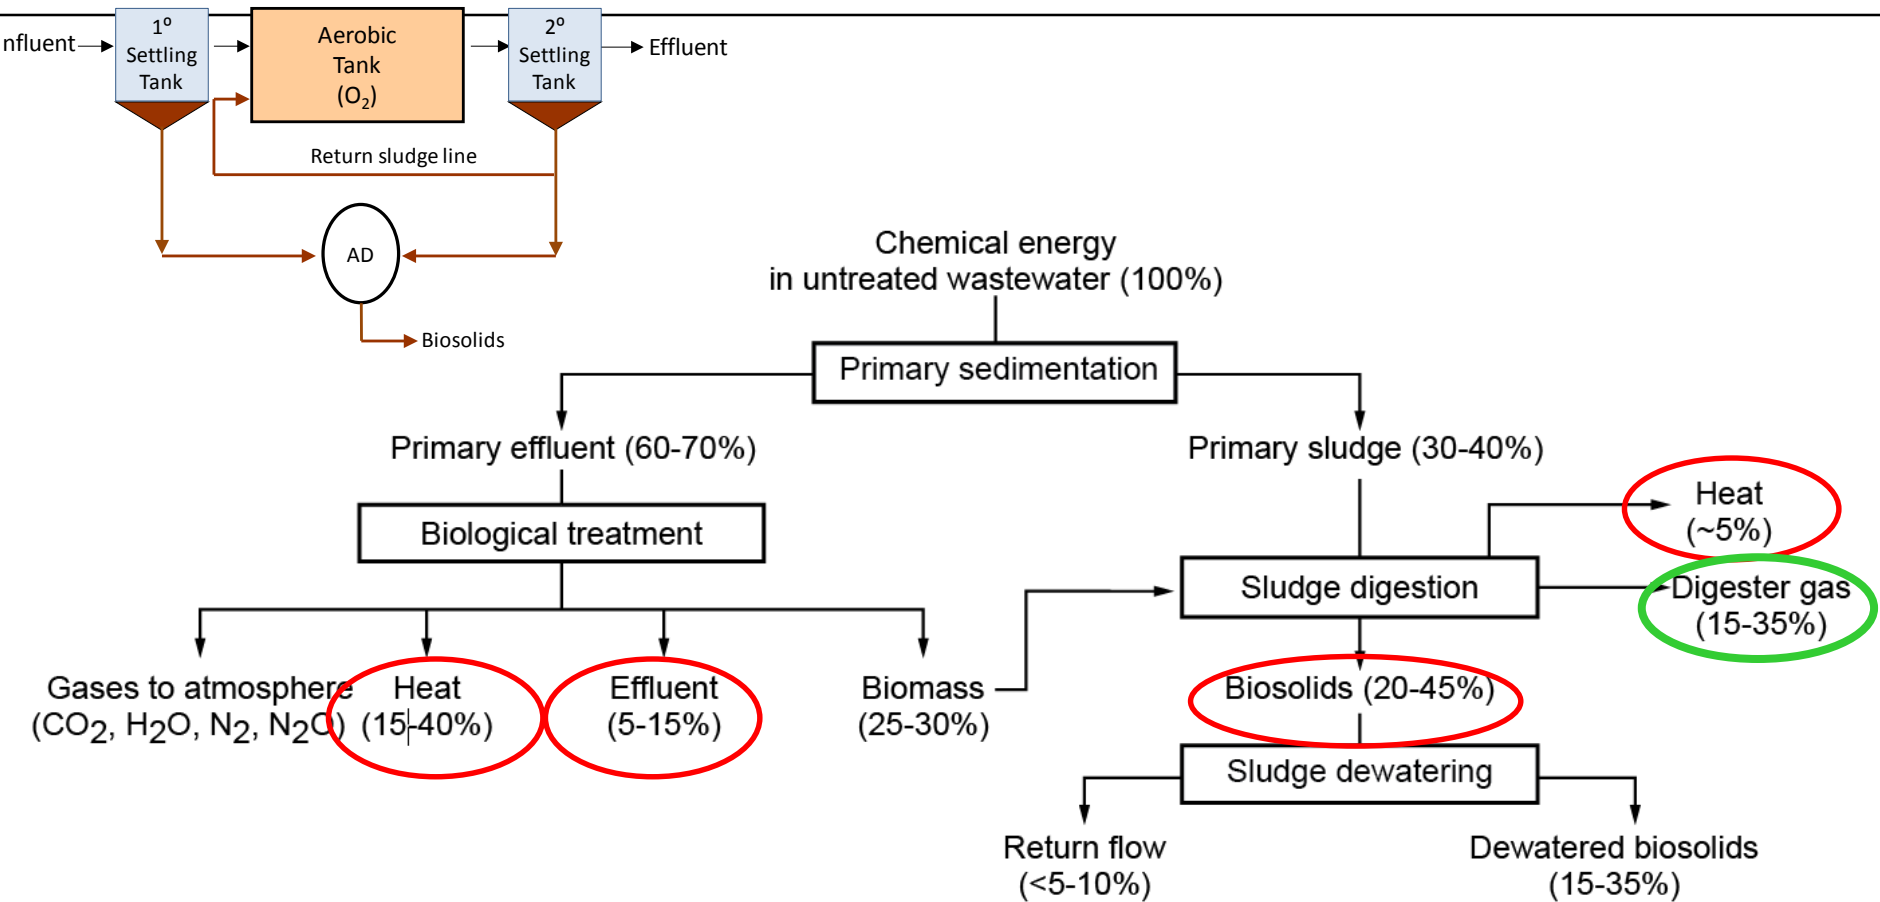 nfluent
1º
Settling
Tank
Aerobic
Tank
(O2)
2º
Settling
Tank
Effluent
Return sludge line
AD
Biosolids
Chemical energy
in untreated wastewater (100%)
Primary sedimentation
Primary effluent (60-70%)
Primary sludge (30-40%)
Heat
(~5%)
Biological treatment
Sludge digestion
Digester gas
(15-35%)
Gases to atmosphere
(CO2, H2O, N2, N2O)
Heat
(15-40%)
Effluent
(5-15%)
Biomass
(25-30%)
Biosolids (20-45%)
Sludge dewatering
Return flow
(<5-10%)
Dewatered biosolids
(15-35%)